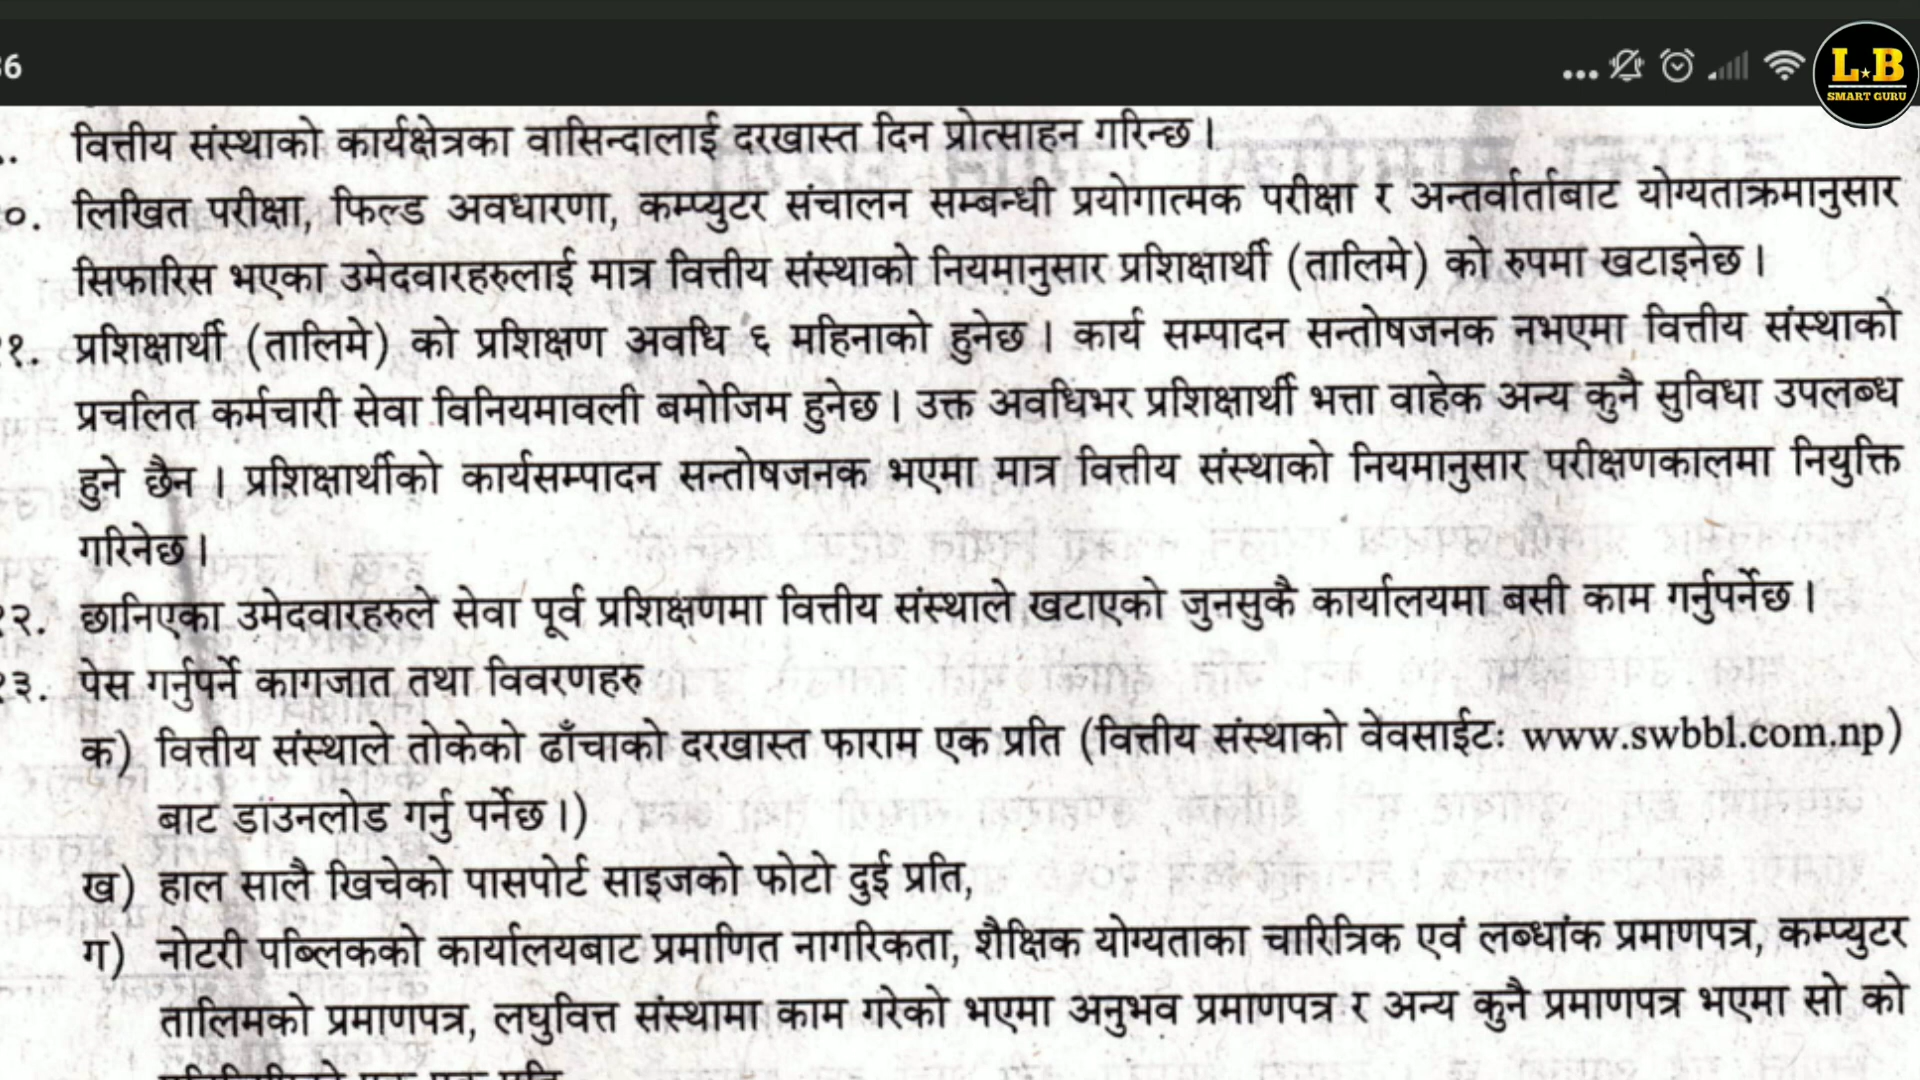 36
L★B
SMART GURU
वित्तीय संस्थाको कार्यक्षेत्रका वासिन्दालाई दरखास्त दिन प्रोत्साहन गरिन्छ।
०. लिखित परीक्षा, फिल्ड अवधारणा, कम्प्युटर संचालन सम्बन्धी प्रयोगात्मक परीक्षा र अन्तर्वार्ताबाट योग्यताक्रमानुसार
सिफारिस भएका उमेदवारहरुलाई मात्र वित्तीय संस्थाको नियमानुसार प्रशिक्षार्थी (तालिमे) को रुपमा खटाइनेछ।
१. प्रशिक्षार्थी (तालिमे) को प्रशिक्षण अवधि ६ महिनाको हुनेछ। कार्य सम्पादन सन्तोषजनक नभएमा वित्तीय संस्थाको
प्रचलित कर्मचारी सेवा विनियमावली बमोजिम हुनेछ। उक्त अवधिभर प्रशिक्षार्थी भत्ता वाहेक अन्य कुनै सुविधा उपलब्ध
हुने छैन । प्रशिक्षार्थीको कार्यसम्पादन सन्तोषजनक भएमा मात्र वित्तीय संस्थाको नियमानुसार परीक्षणकालमा नियुक्ति
गरिनेछ।
१२. छानिएका उमेदवारहरुले सेवा पूर्व प्रशिक्षणमा वित्तीय संस्थाले खटाएको जुनसुकै कार्यालयमा बसी काम गर्नुपर्नेछ।
१३. पेस गर्नुपर्ने कागजात तथा विवरणहरु
क) वित्तीय संस्थाले तोकेको ढाँचाको दरखास्त फाराम एक प्रति (वित्तीय संस्थाको वेवसाईटः www.swbbl.com.np)
बाट डाउनलोड गर्नु पर्नेछ।)
ख) हाल सालै खिचेको पासपोर्ट साइजको फोटो दुई प्रति,
ग) नोटरी पब्लिकको कार्यालयबाट प्रमाणित नागरिकता, शैक्षिक योग्यताका चारित्रिक एवं लब्धांक प्रमाणपत्र, कम्प्युटर
तालिमको प्रमाणपत्र, लघुवित्त संस्थामा काम गरेको भएमा अनुभव प्रमाणपत्र र अन्य कुनै प्रमाणपत्र भएमा सो को